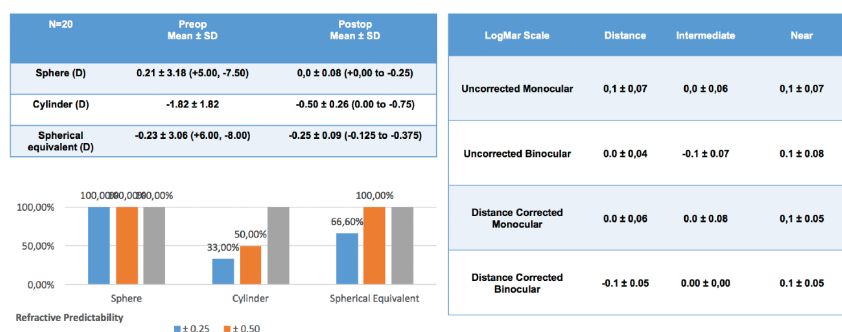 N=20 Preop Mean ± SD Postop Mean ± SD
Sphere (D) 0.21 ± 3.18 (+5.00, -7.50) 0,0 ± 0.08 (+0,00 to -0.25)
Cylinder (D) -1.82 ± 1.82 -0.50 ± 0.26 (0.00 to -0.75)
Spherical equivalent (D) -0.23 ± 3.06 (+6.00, -8.00) -0.25 ± 0.09 (-0.125 to -0.375)
100,00% 100,00% 100,00% 100,00%
100,00%
66,60%
50,00%
50,00%
33,00%
0,00%
Sphere Cylinder Spherical Equivalent
Refractive Predictability
± 0.25 ± 0.50
LogMar Scale Distance Intermediate Near
Uncorrected Monocular 0,1 ± 0,07 0,0 ± 0,06 0,1 ± 0,07
Uncorrected Binocular 0.0 ± 0,04 -0.1 ± 0.07 0.1 ± 0.08
Distance Corrected Monocular 0.0 ± 0,06 0.0 ± 0.08 0,1 ± 0.05
Distance Corrected Binocular -0.1 ± 0.05 0.00 ± 0,00 0.1 ± 0.05